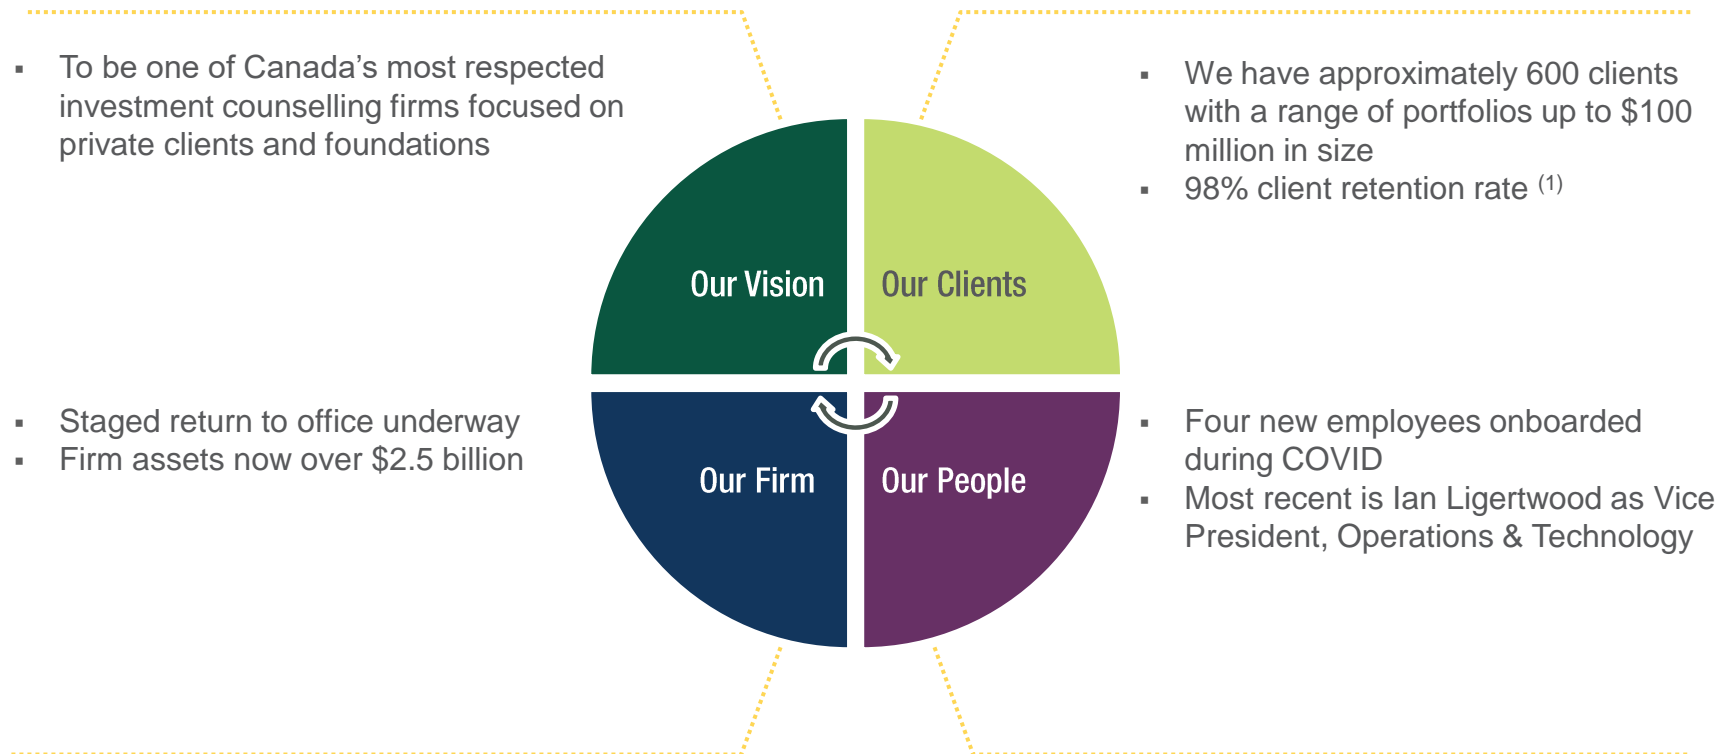 ▪ To be one of Canada's most respected
investment counselling firms focused on
private clients and foundations
▪ We have approximately 600 clients
with a range of portfolios up to $100
million in size
▪ 98% client retention rate (1)
Our Vision
Our Clients
▪ Staged return to office underway
▪ Firm assets now over $2.5 billion
Our Firm
Our People
▪ Four new employees onboarded
during COVID
▪ Most recent is Ian Ligertwood as Vice
President, Operations & Technology